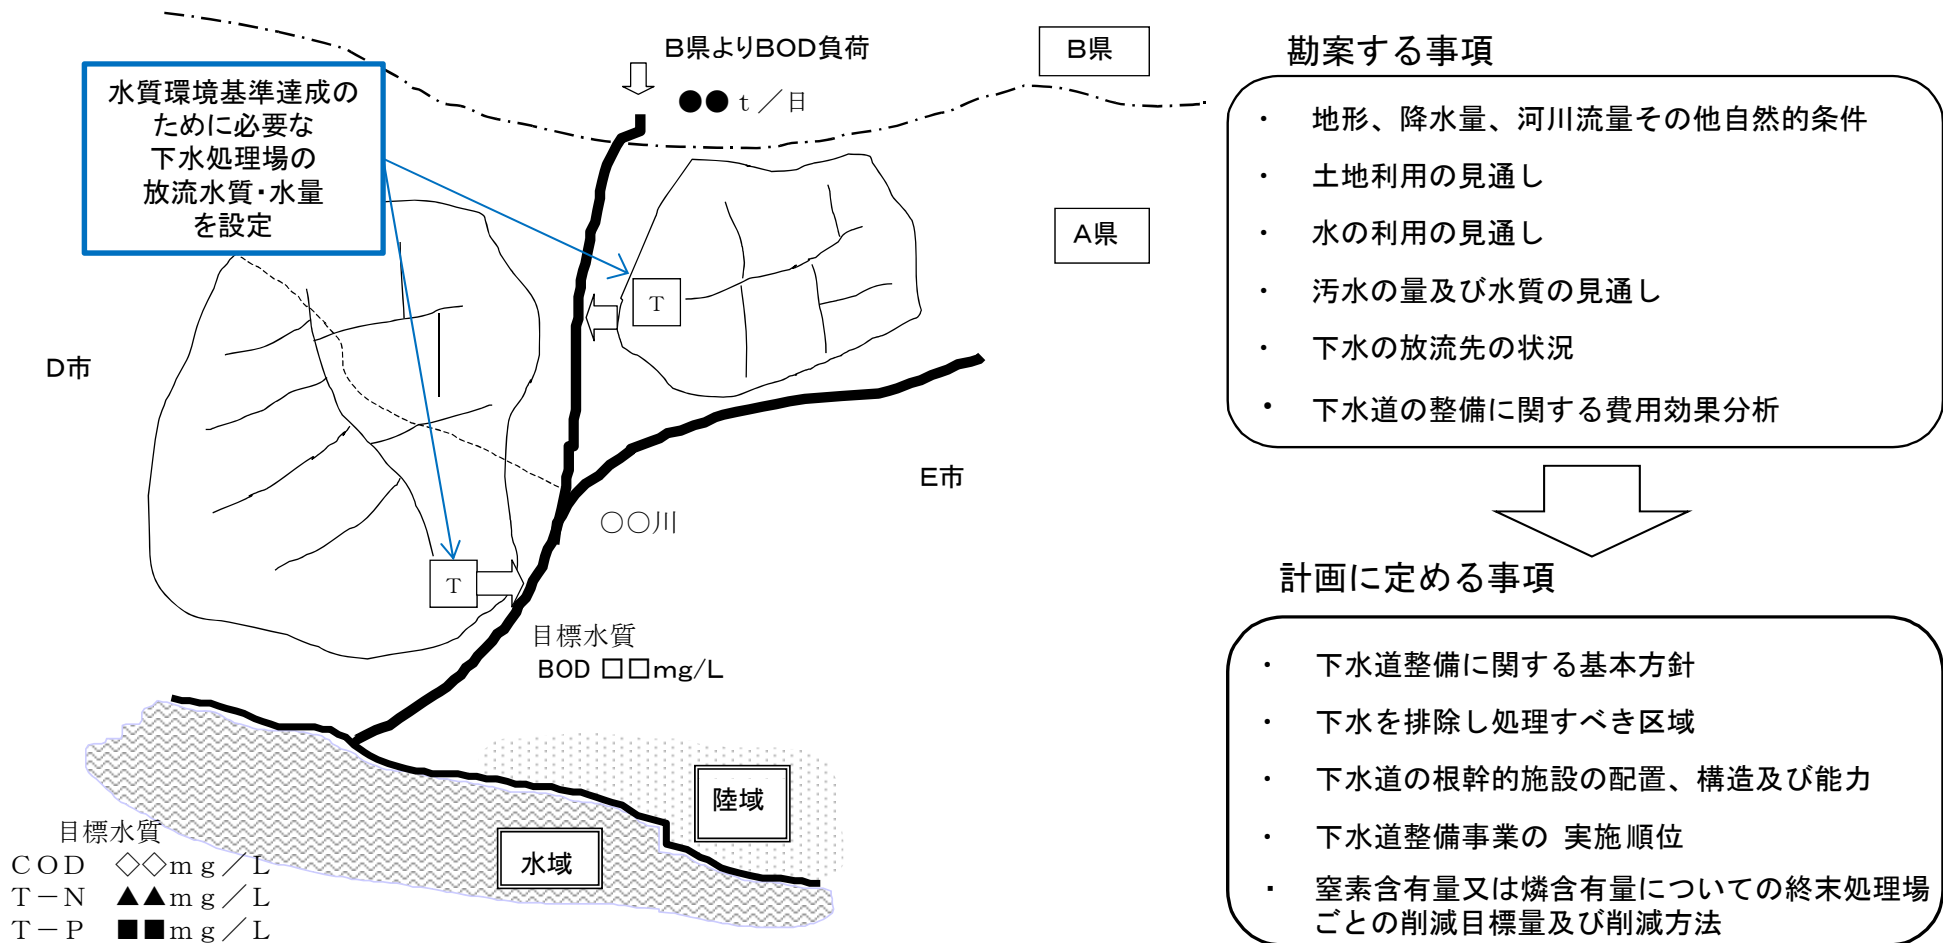 B県よりBOD負荷
●●ｔ／日
B県
水質環境基準達成の
ために必要な
下水処理場の
放流水質・水量
を設定
A県
T
D市
E市
○○川
T
目標水質
BOD □□mg/L
陸域
水域
目標水質
ＣＯＤ ◇◇ｍｇ／Ｌ
Ｔ－Ｎ ▲▲ｍｇ／Ｌ
Ｔ－Ｐ ■■ｍｇ／Ｌ
勘案する事項
・ 地形、降水量、河川流量その他自然的条件
・ 土地利用の見通し
・ 水の利用の見通し
・ 汚水の量及び水質の見通し
・ 下水の放流先の状況
・ 下水道の整備に関する費用効果分析
計画に定める事項
・ 下水道整備に関する基本方針
・ 下水を排除し処理すべき区域
・ 下水道の根幹的施設の配置、構造及び能力
・ 下水道整備事業の 実施順位
・ 窒素含有量又は燐含有量についての終末処理場
ごとの削減目標量及び削減方法